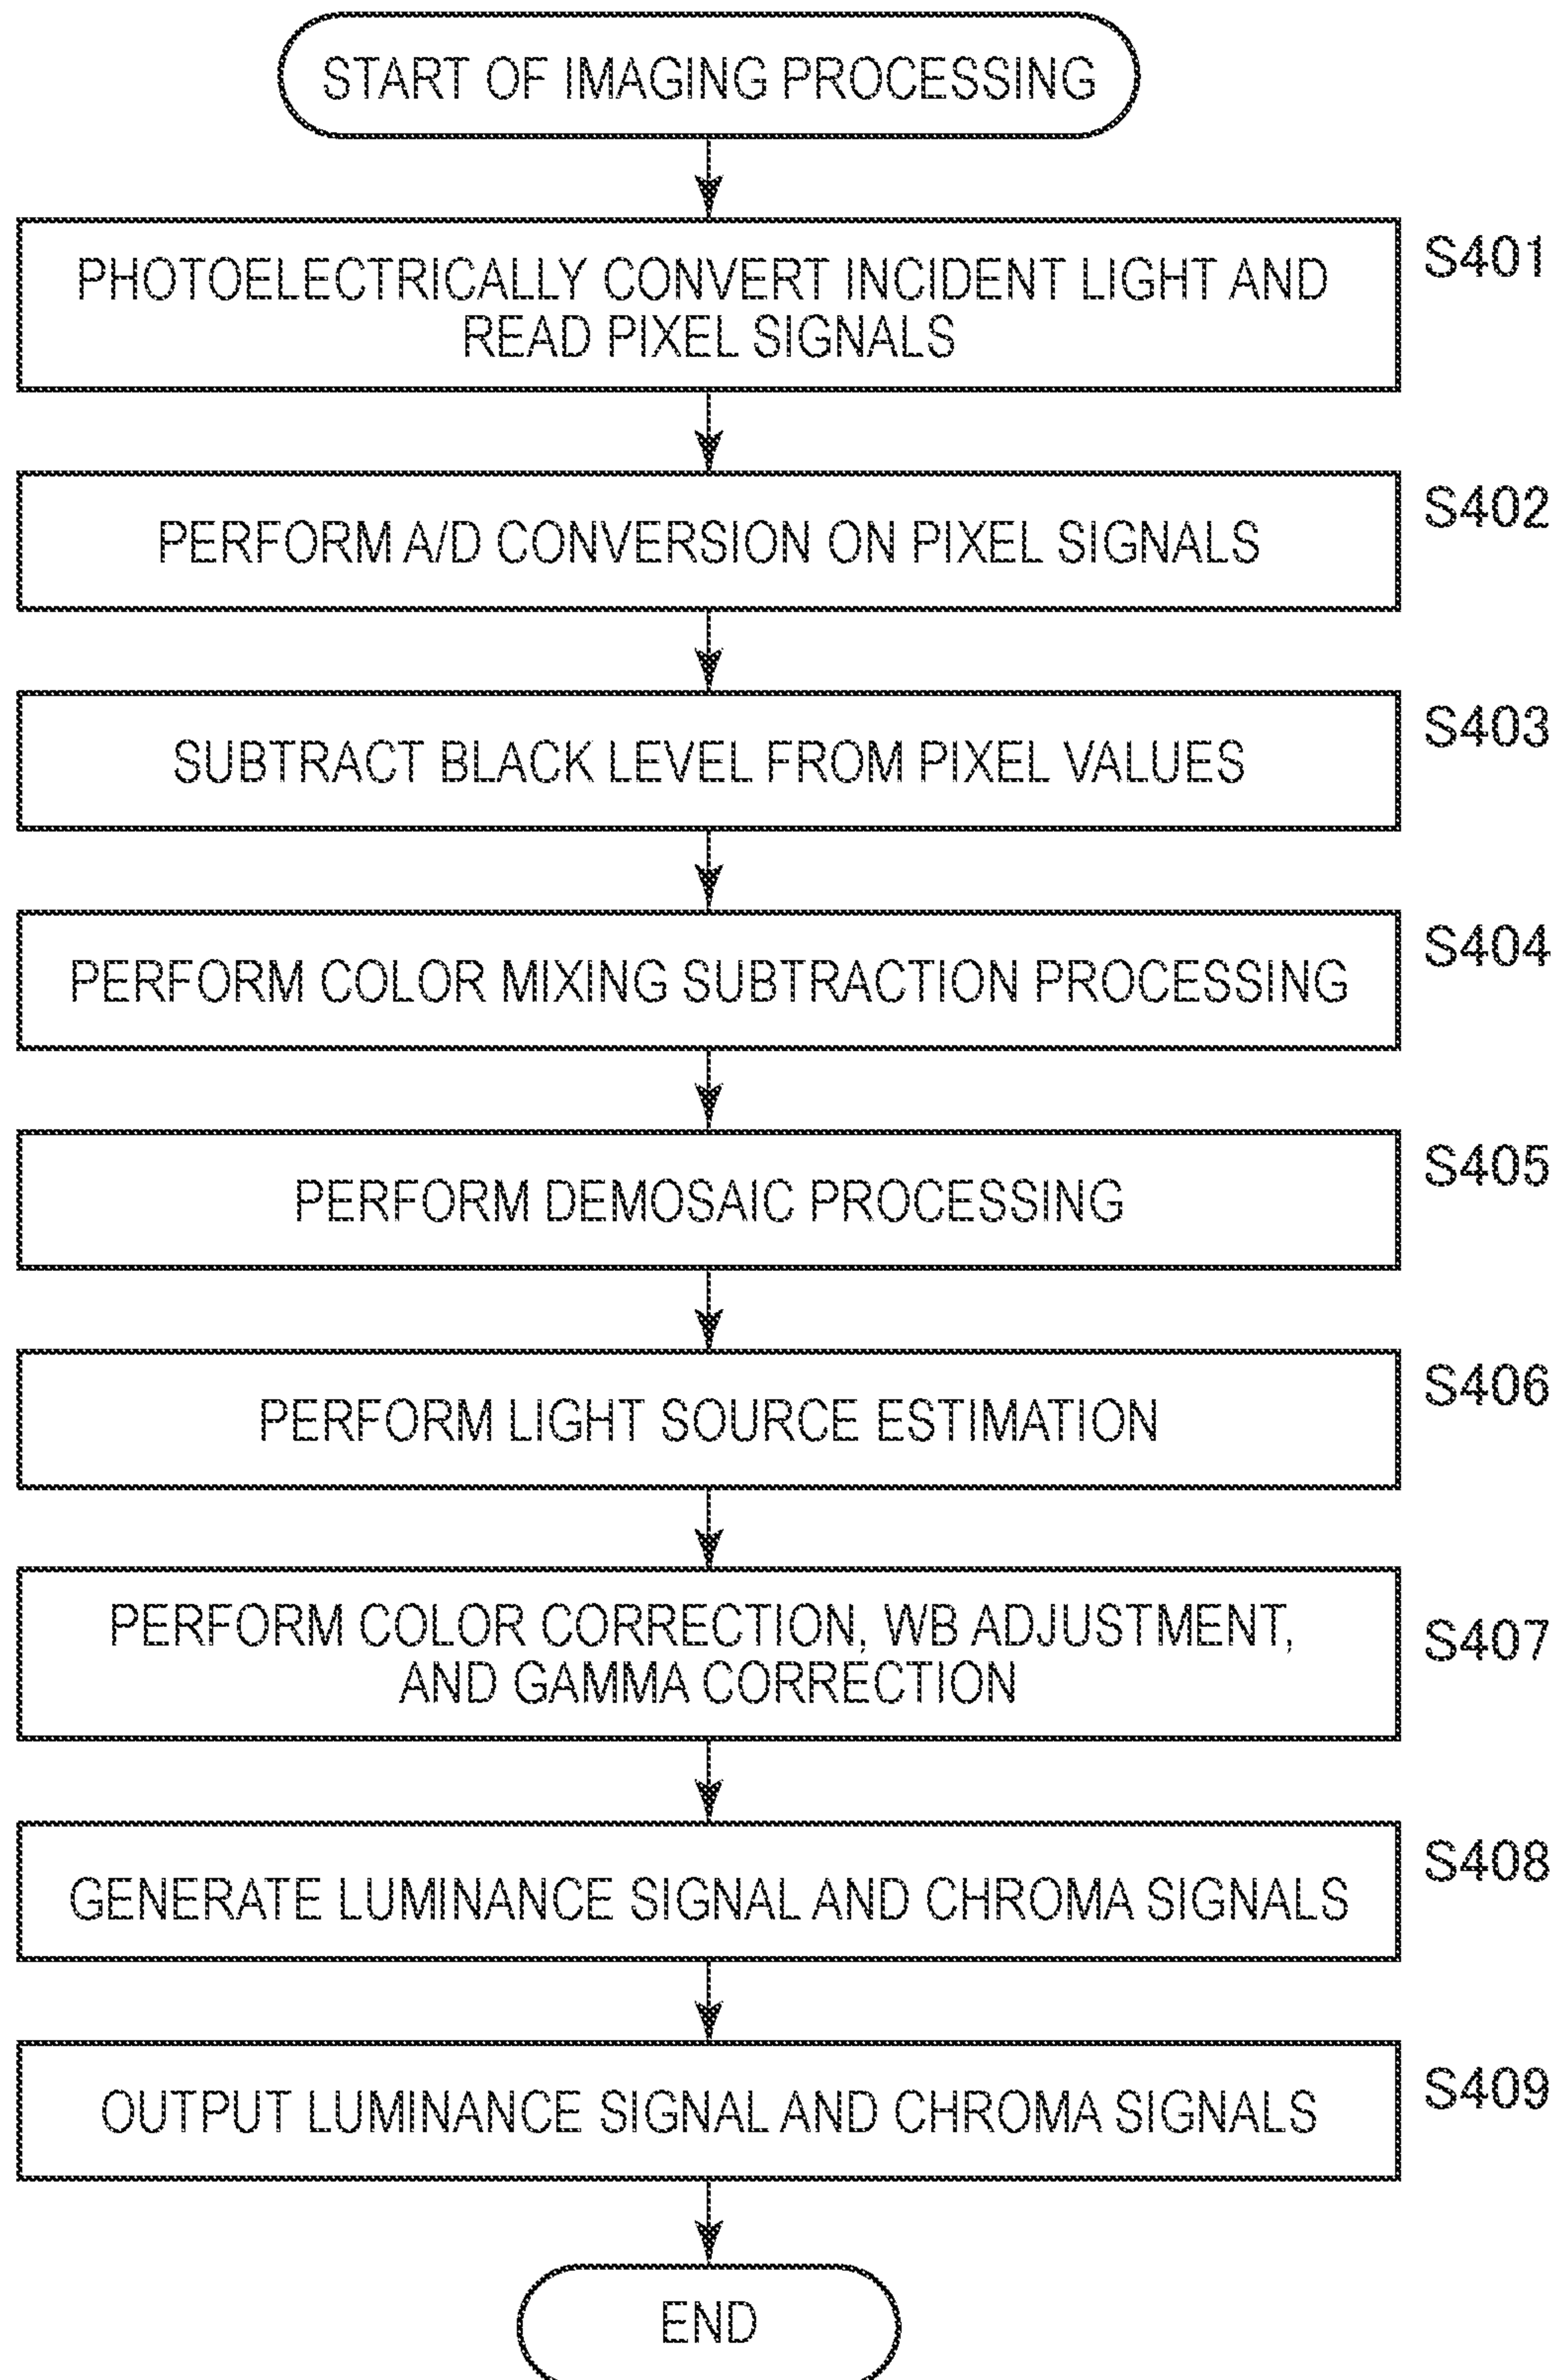 START OF IMAGING PROCESSING
PHOTOELECTRICALLY CONVERT INCIDENT LIGHT AND
READ PIXEL SIGNALS
S401
PERFORM A/D CONVERSION ON PIXEL SIGNALS
S402
SUBTRACT BLACK LEVEL FROM PIXEL VALUES
S403
PERFORM COLOR MIXING SUBTRACTION PROCESSING
S404
PERFORM DEMOSAIC PROCESSING
S405
PERFORM LIGHT SOURCE ESTIMATION
S406
PERFORM COLOR CORRECTION, WB ADJUSTMENT,
AND GAMMA CORRECTION
S407
GENERATE LUMINANCE SIGNAL AND CHROMA SIGNALS
S408
OUTPUT LUMINANCE SIGNAL AND CHROMA SIGNALS
S409
END